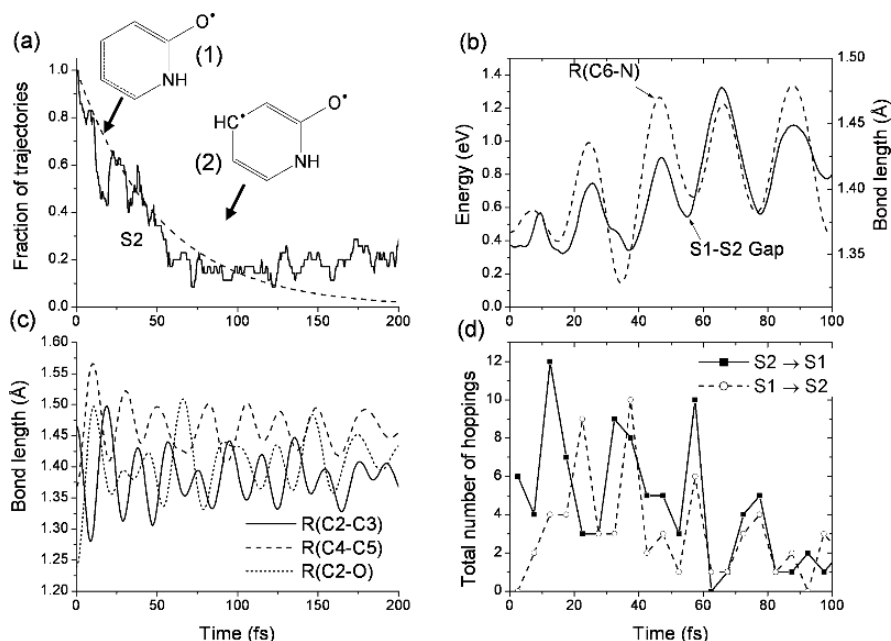 (a)
O•
(1)
NH
HC•
O•
(2)
NH
S2
Fraction of trajectories
1.0
0.8
0.6
0.4
0.2
0.0
0 50 100 150 200
(b)
R(C6-N)
S1-S2 Gap
Energy (eV)
1.4
1.2
1.0
0.8
0.6
0.4
0.2
0.0
Bond length (Å)
1.50
1.45
1.40
1.35
0 20 40 60 80 100
(c)
Bond length (Å)
1.60
1.55
1.50
1.45
1.40
1.35
1.30
1.25
1.20
R(C2-C3)
R(C4-C5)
R(C2-O)
0 50 100 150 200
Time (fs)
(d)
Total number of hoppings
12
10
8
6
4
2
0
S2 → S1
S1 → S2
0 20 40 60 80 100
Time (fs)